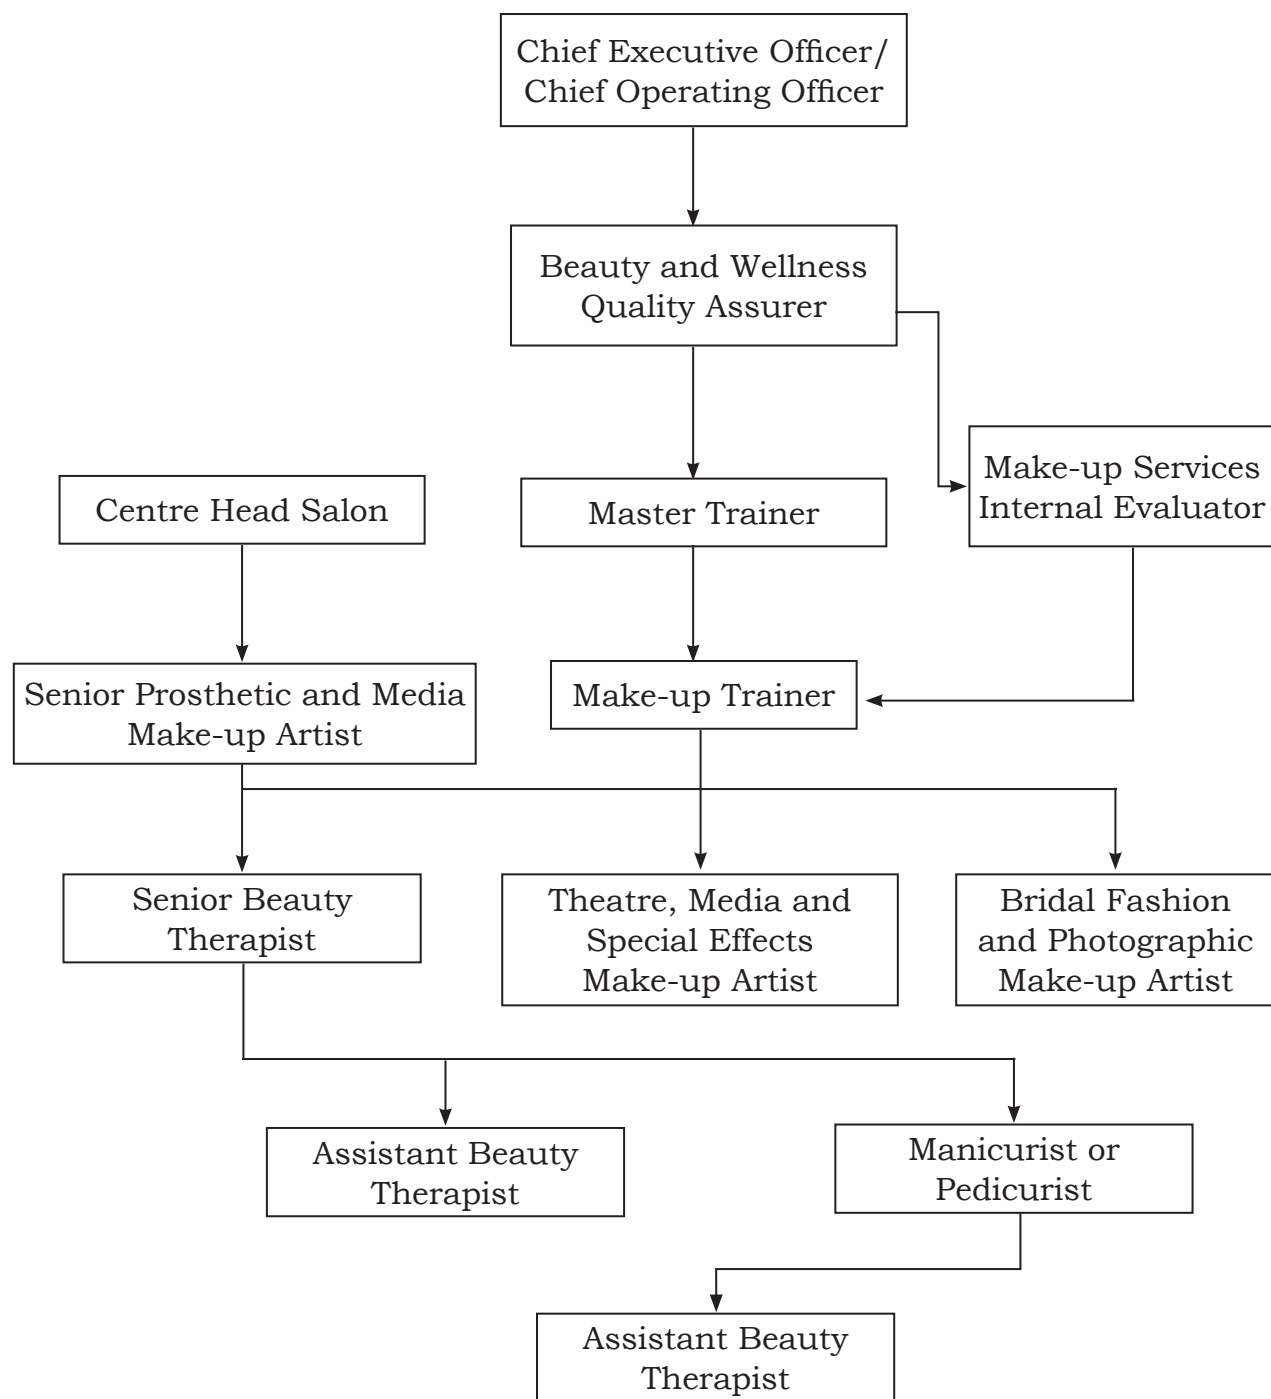 Chief Executive Officer/
Chief Operating Officer
Beauty and Wellness
Quality Assurer
Make-up Services
Internal Evaluator
Centre Head Salon
Master Trainer
Senior Prosthetic and Media
Make-up Artist
Make-up Trainer
Senior Beauty
Therapist
Theatre, Media and
Special Effects
Make-up Artist
Bridal Fashion
and Photographic
Make-up Artist
Assistant Beauty
Therapist
Manicurist or
Pedicurist
Assistant Beauty
Therapist